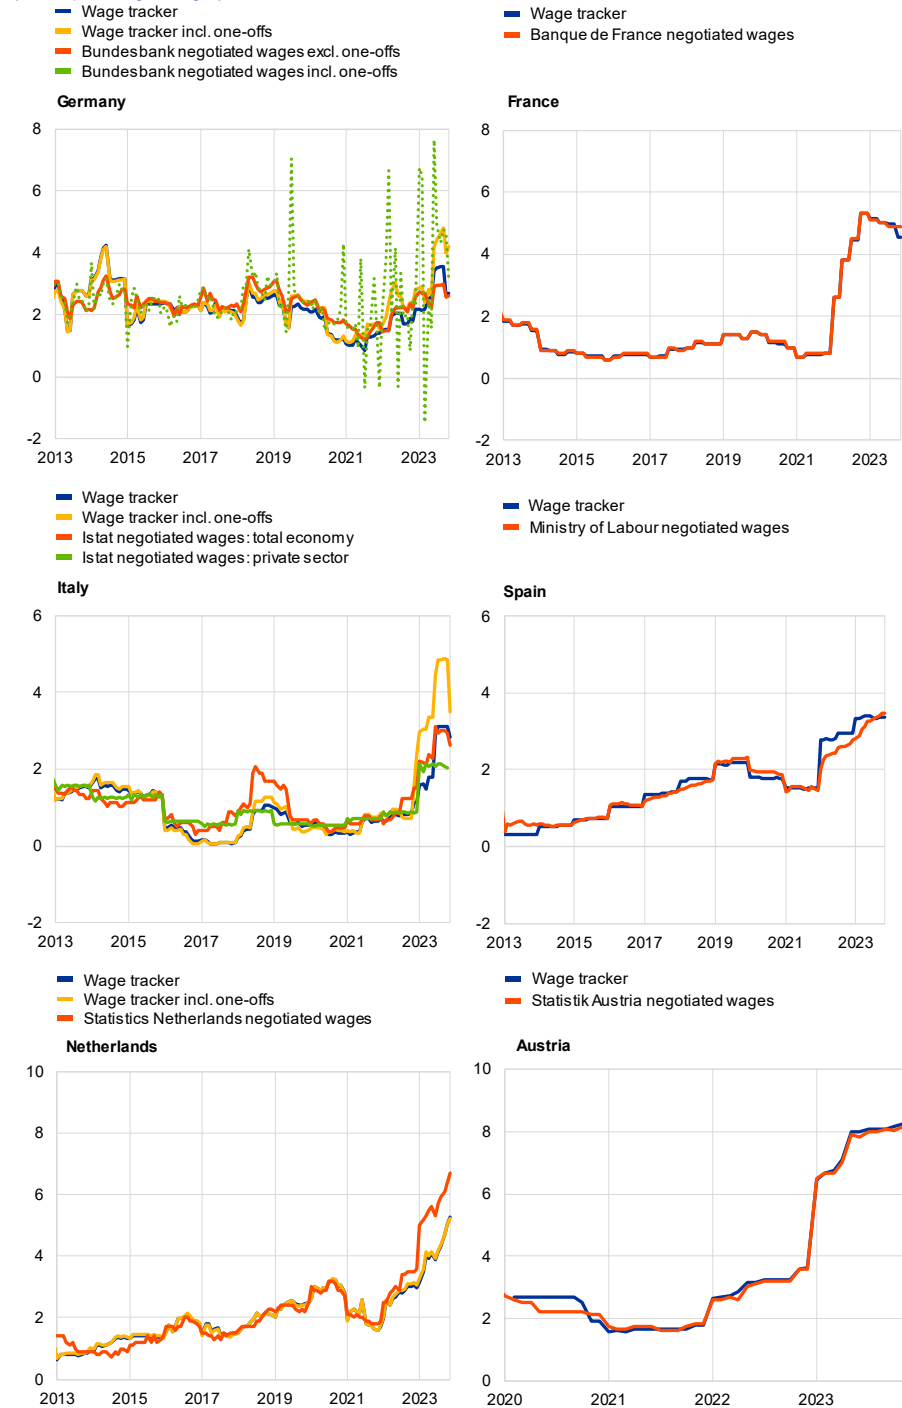 Wage tracker
Wage tracker incl. one-offs
Bundesbank negotiated wages excl. one-offs
Bundesbank negotiated wages incl. one-offs
Germany
8
6
4
2
0
-2
2013 2015 2017 2019 2021 2023
Wage tracker
Banque de France negotiated wages
France
8
6
4
2
0
-2
2013 2015 2017 2019 2021 2023
Wage tracker
Wage tracker incl. one-offs
Istat negotiated wages: total economy
Istat negotiated wages: private sector
Italy
6
4
2
0
-2
2013 2015 2017 2019 2021 2023
Wage tracker
Ministry of Labour negotiated wages
Spain
6
4
2
0
-2
2013 2015 2017 2019 2021 2023
Wage tracker
Wage tracker incl. one-offs
Statistics Netherlands negotiated wages
Netherlands
10
8
6
4
2
0
2013 2015 2017 2019 2021 2023
Wage tracker
Statistik Austria negotiated wages
Austria
10
8
6
4
2
0
2020 2021 2022 2023